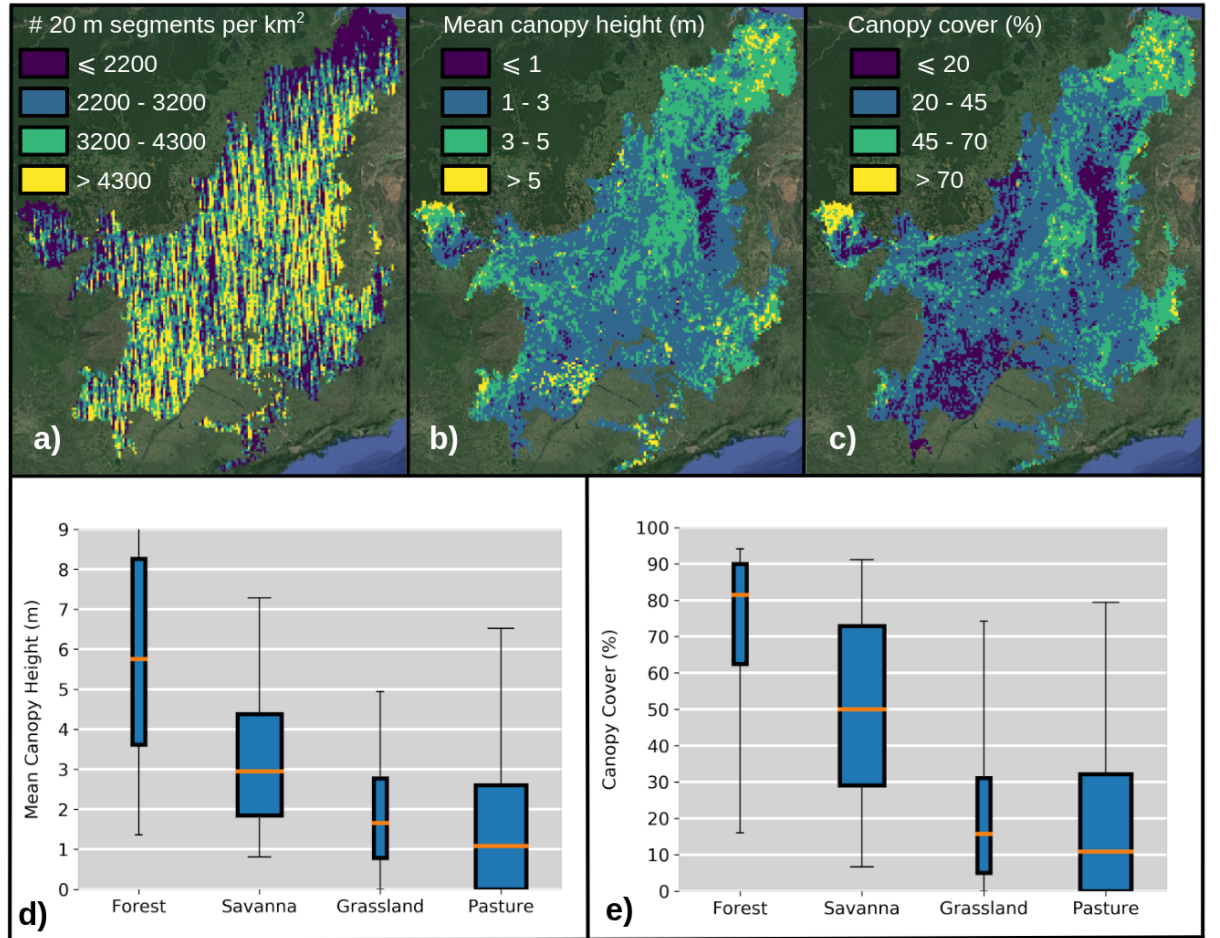 # 20 m segments per km²
⩽ 2200
2200 - 3200
3200 - 4300
> 4300
a)
Mean canopy height (m)
⩽ 1
1 - 3
3 - 5
> 5
b)
Canopy cover (%)
⩽ 20
20 - 45
45 - 70
> 70
c)
Mean Canopy Height (m)
9
8
7
6
5
4
3
2
1
0
Forest Savanna Grassland Pasture
d)
Canopy Cover (%)
100
90
80
70
60
50
40
30
20
10
0
Forest Savanna Grassland Pasture
e)